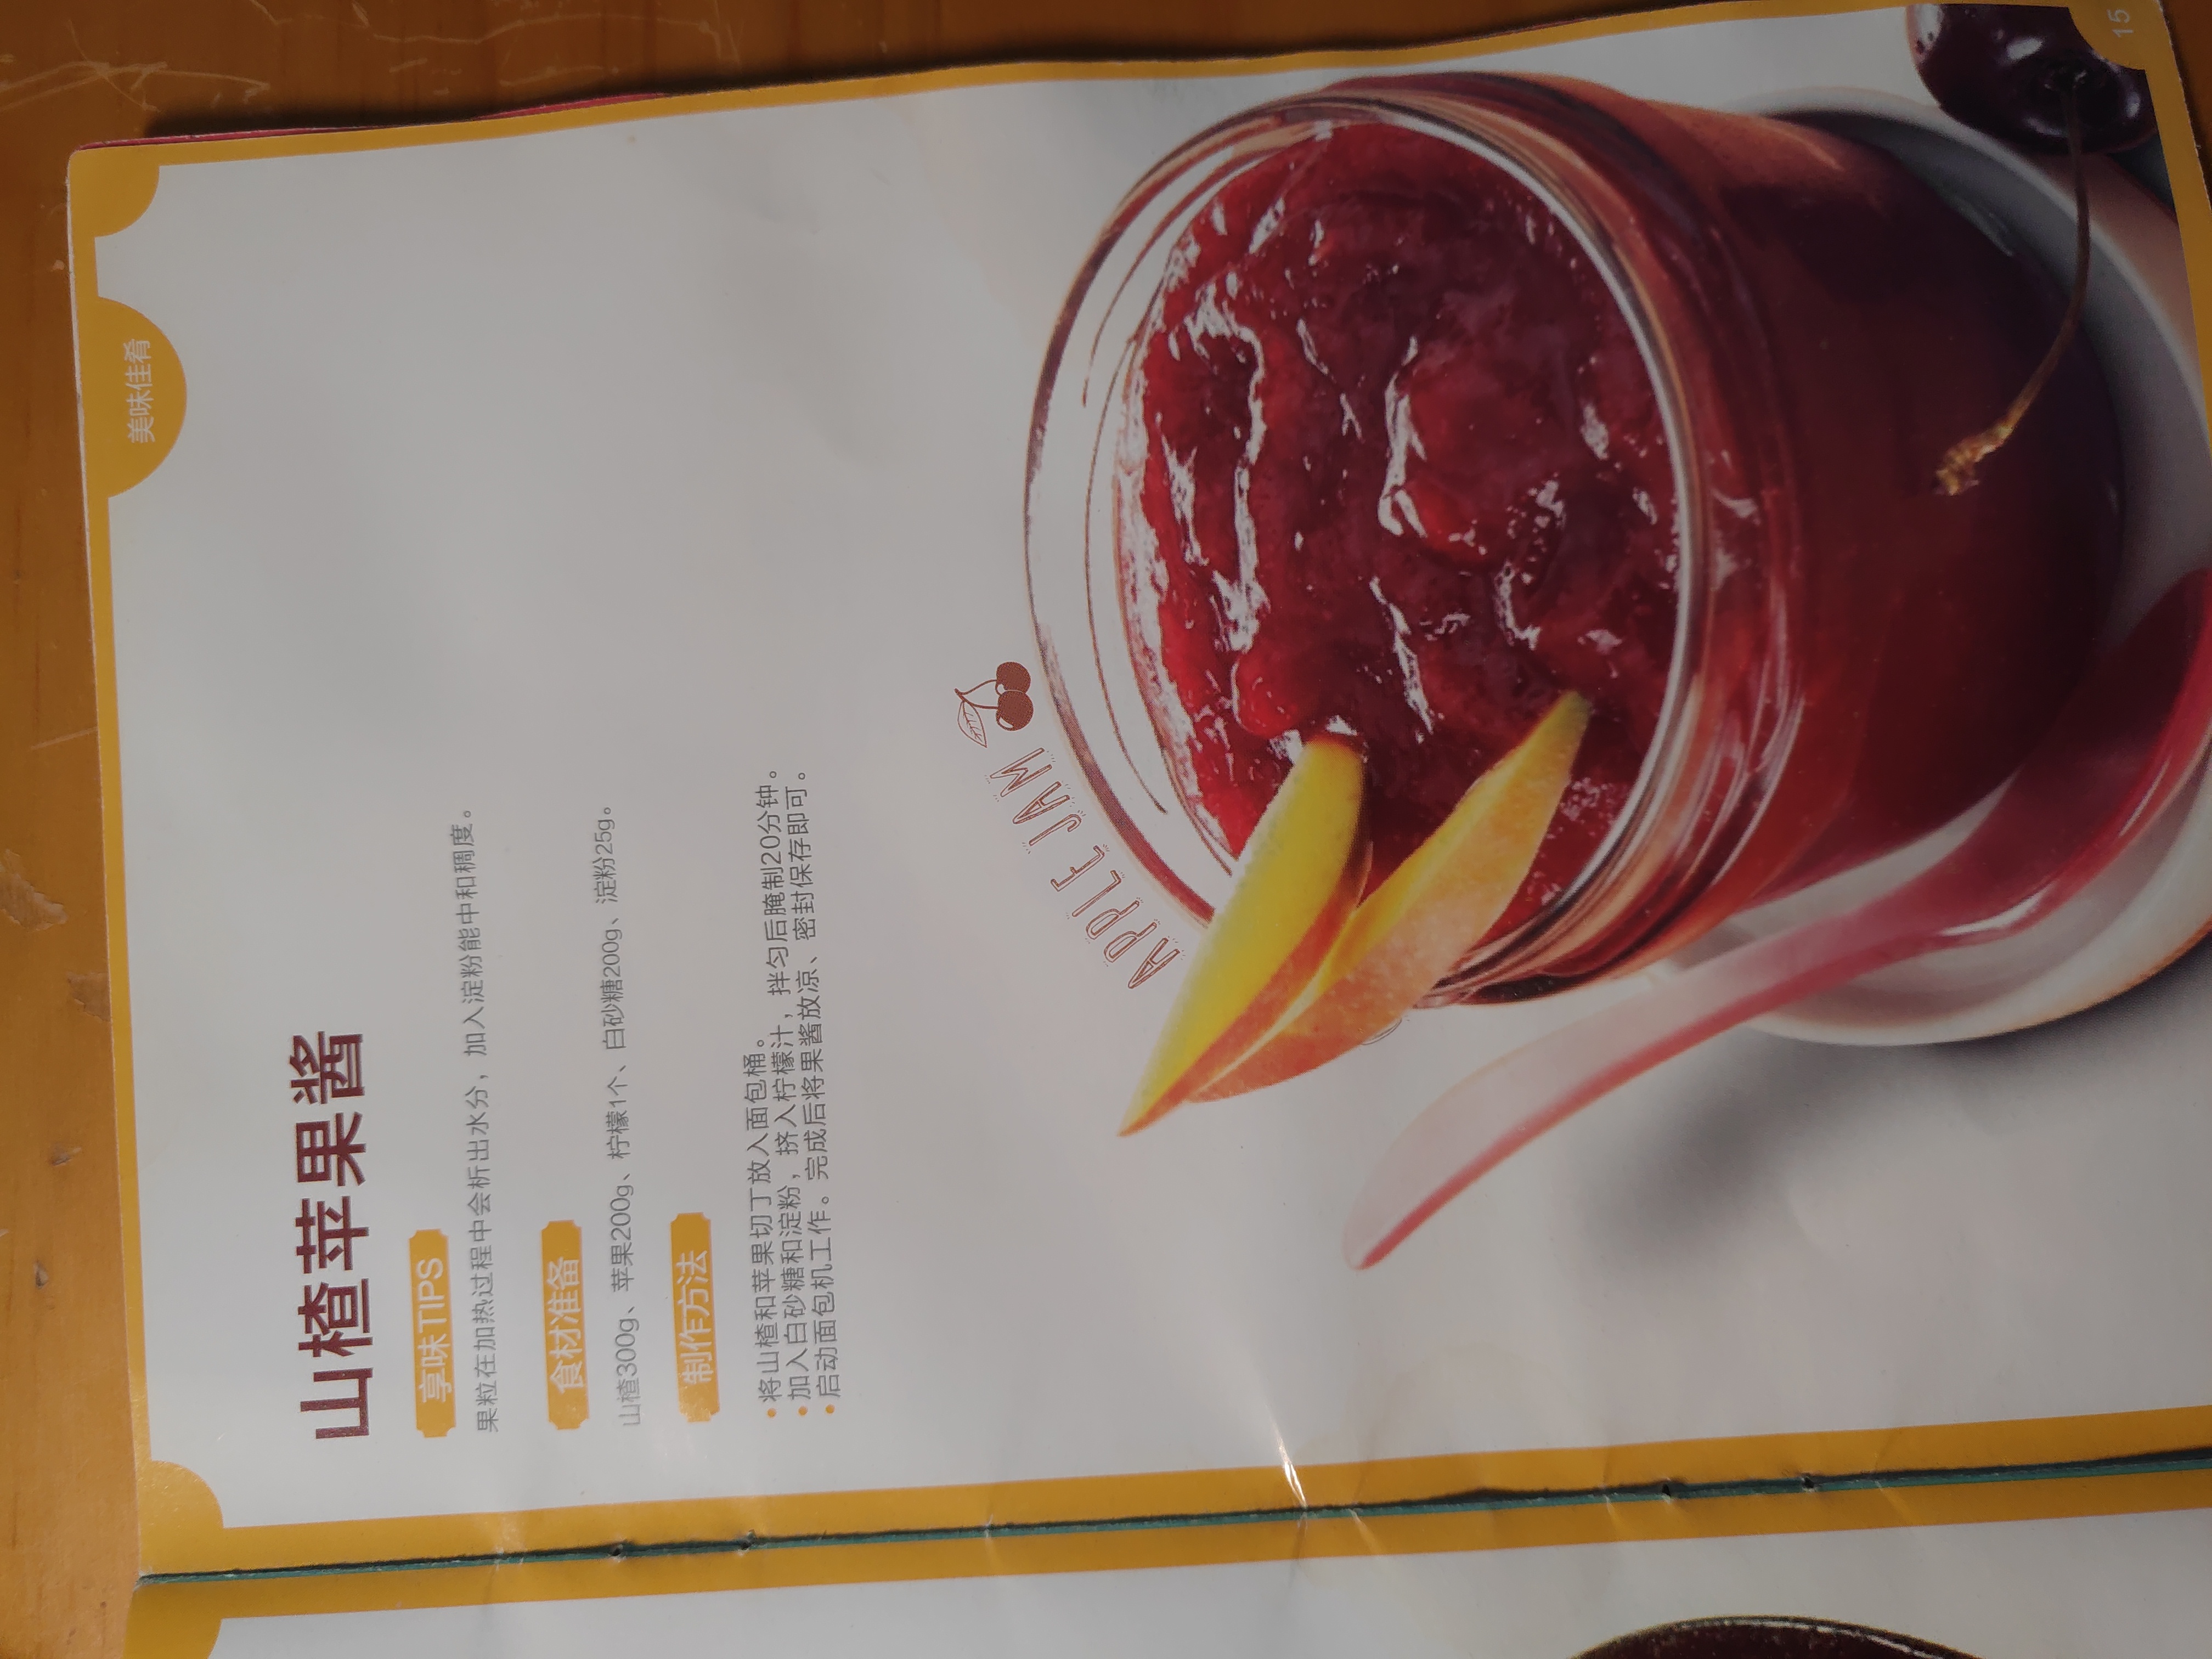 美味佳肴
山楂苹果酱
享味TIPS
果粒在加热过程中会析出水分，加入淀粉能中和稠度。
食材准备
山楂300g、苹果200g、柠檬1个、白砂糖200g、淀粉25g。
制作方法
•将山楂和苹果切丁放入面包桶。
•加入白砂糖和淀粉，挤入柠檬汁，拌匀后腌制20分钟。
•启动面包机工作。完成后将果酱放凉、密封保存即可。
APPLE JAM
15